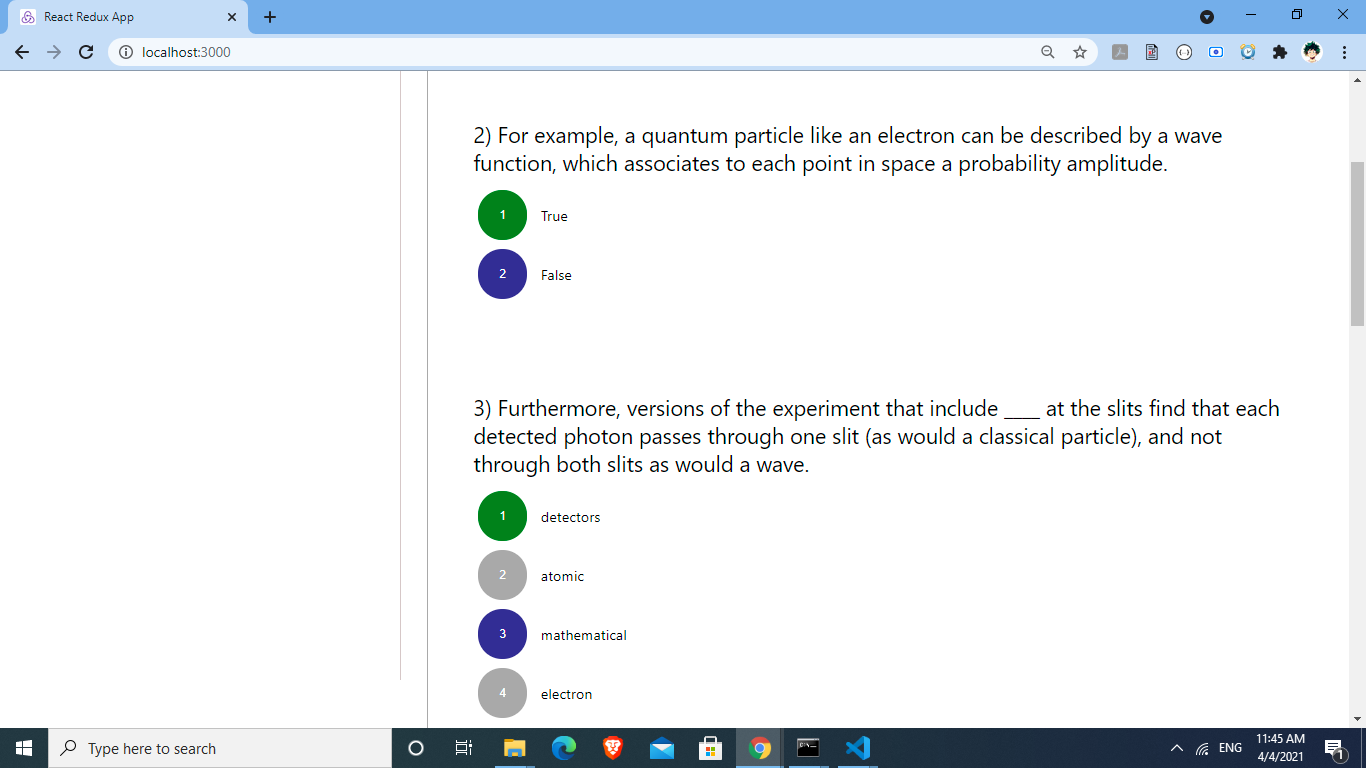 React Redux App
localhost:3000
2) For example, a quantum particle like an electron can be described by a wave
function, which associates to each point in space a probability amplitude.
1 True
2 False
3) Furthermore, versions of the experiment that include ____ at the slits find that each
detected photon passes through one slit (as would a classical particle), and not
through both slits as would a wave.
1 detectors
2 atomic
3 mathematical
4 electron
Type here to search
ENG
11:45 AM
4/4/2021
1